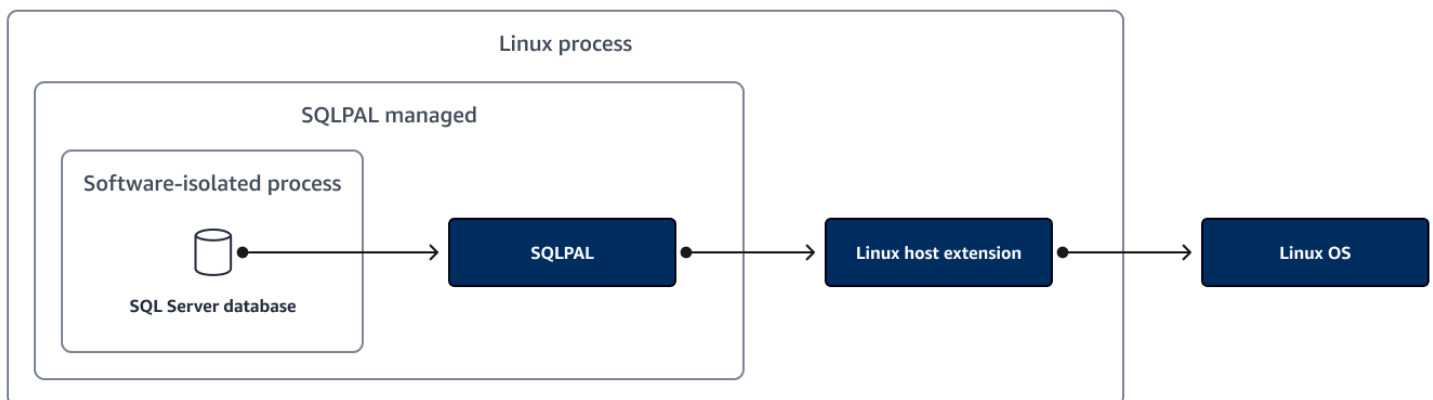 Linux process
SQLPAL managed
Software-isolated process
SQL Server database
SQLPAL
Linux host extension
Linux OS